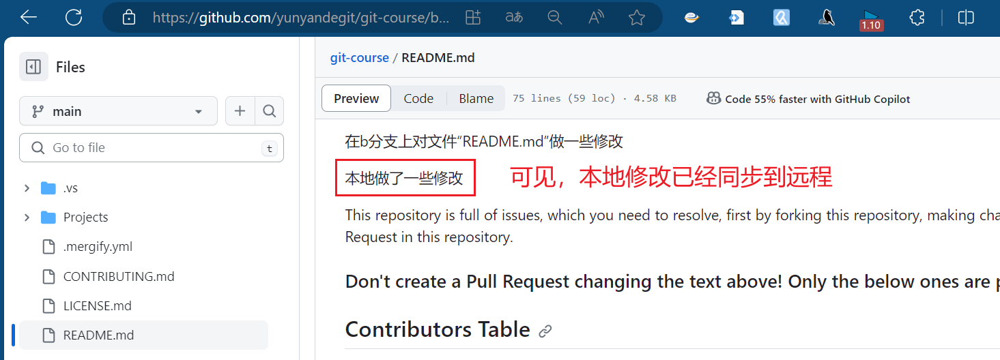 https://github.com/yunyandegit/git-course/b...
aあ
A
1.10
Files
main
Go to file
t
.vs
Projects
.mergify.yml
CONTRIBUTING.md
LICENSE.md
README.md
git-course / README.md
Preview Code Blame 75 lines (59 loc) · 4.58 KB Code 55% faster with GitHub Copilot
在b分支上对文件“README.md”做一些修改
本地做了一些修改 可见，本地修改已经同步到远程
This repository is full of issues, which you need to resolve, first by forking this repository, making cha
Request in this repository.
Don't create a Pull Request changing the text above! Only the below ones are p
Contributors Table